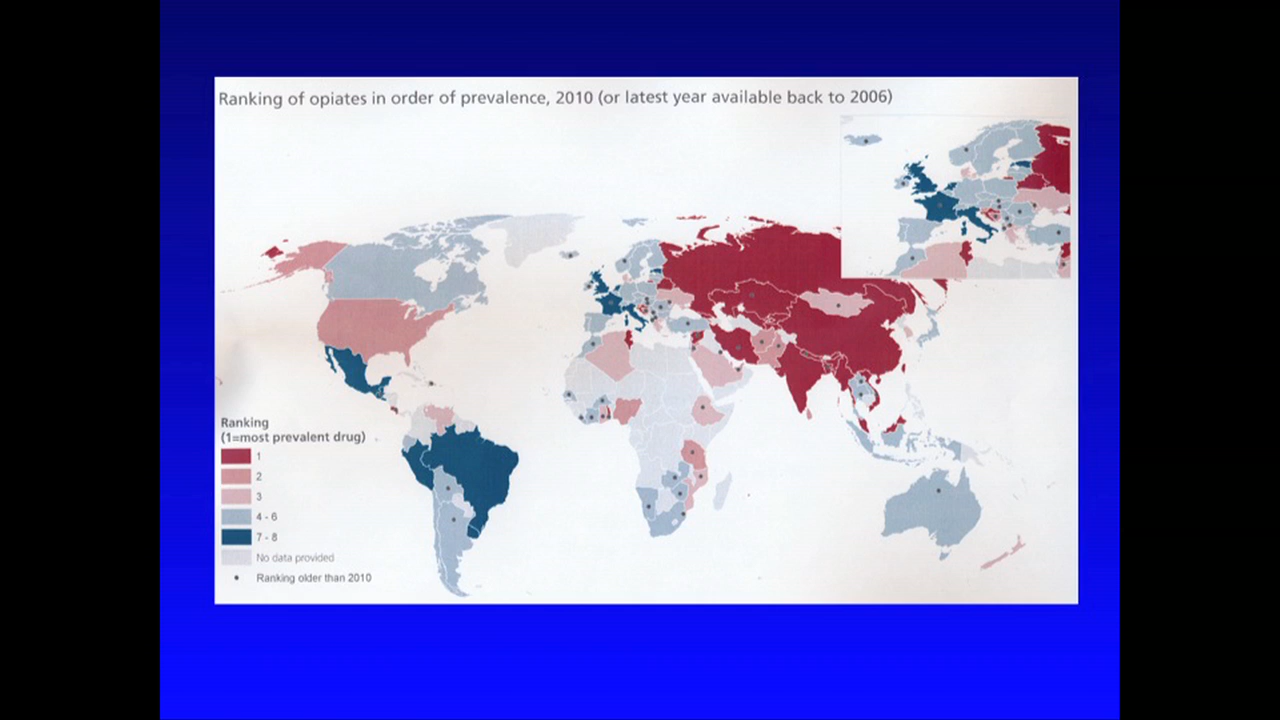 Ranking of opiates in order of prevalence, 2010 (or latest year available back to 2006)
Ranking
(1=most prevalent drug)
1
2
3
4 - 6
7 - 8
No data provided
Ranking older than 2010